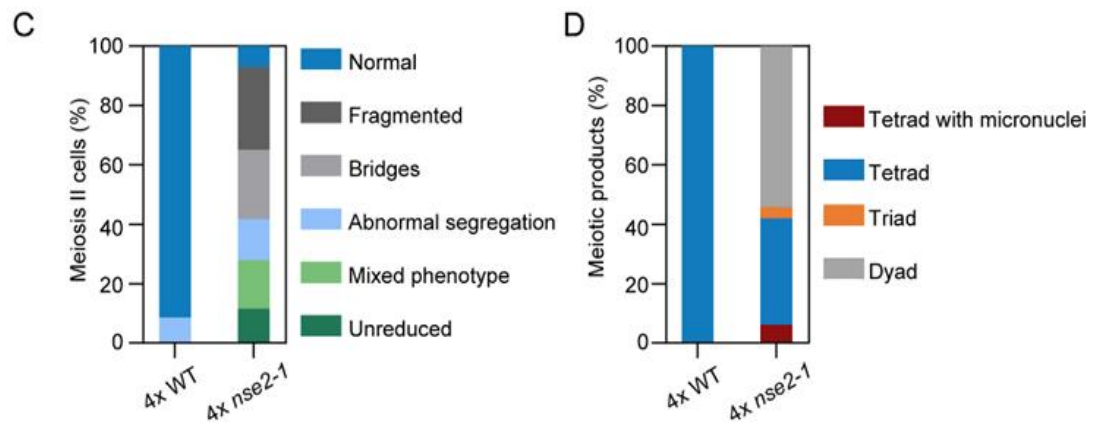 C
Meiosis II cells (%)
100
80
60
40
20
0
4x WT
4x nse2-1
Normal
Fragmented
Bridges
Abnormal segregation
Mixed phenotype
Unreduced
D
Meiotic products (%)
100
80
60
40
20
0
4x WT
4x nse2-1
Tetrad with micronuclei
Tetrad
Triad
Dyad